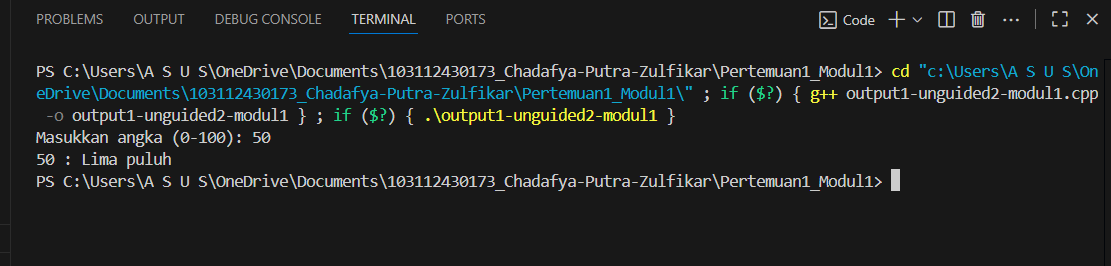 PROBLEMS OUTPUT DEBUG CONSOLE TERMINAL PORTS Code
PS C:\Users\A S U S\OneDrive\Documents\103112430173_Chadafya-Putra-Zulfikar\Pertemuan1_Modul1> cd "c:\Users\A S U S\On
eDrive\Documents\103112430173_Chadafya-Putra-Zulfikar\Pertemuan1_Modul1\" ; if ($?) { g++ output1-unguided2-modul1.cpp
-o output1-unguided2-modul1 } ; if ($?) { .\output1-unguided2-modul1 }
Masukkan angka (0-100): 50
50 : Lima puluh
PS C:\Users\A S U S\OneDrive\Documents\103112430173_Chadafya-Putra-Zulfikar\Pertemuan1_Modul1>